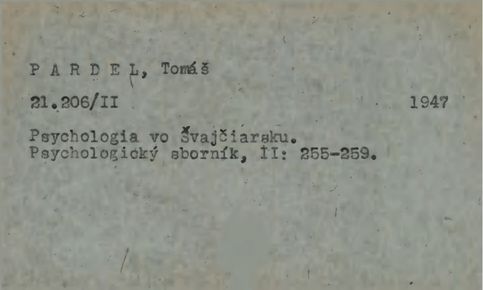 P A R D E L, Tomáš
21.206/II 1947
Psychologia vo Švajčiarsku.
Psychologický sborník, II: 255-259.